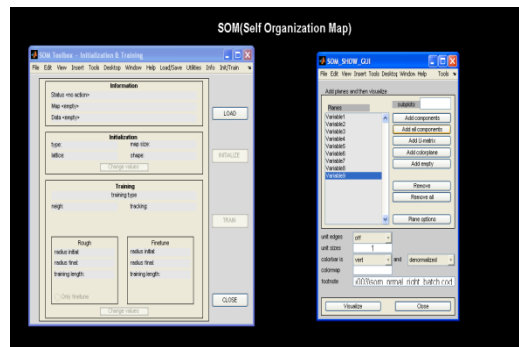 SOM(Self Organization Map)
SOM Toolbox -- Initialization & Training
File Edit View Insert Tools Desktop Window Help Load/Save Utilities Info Init/Train
Information
Status <no action>
Map <empty>
Data <empty>
LOAD
Initialization
type: map size:
lattice: shape:
Change values
INITIALIZE
Training
training type
neigh: tracking:
TRAIN
Rough
radius initial:
radius final:
training length:
Finetune
radius initial:
radius final:
training length:
Only finetune
Change values
CLOSE
SOM_SHOW_GUI
File Edit View Insert Tools Desktop Window Help Tools
Add planes and then visualize
Planes
subplots
Variable1
Variable2
Variable3
Variable4
Variable5
Variable6
Variable7
Variable8
Variable9
Add components
Add all components
Add U-matrix
Add colorplane
Add empty
Remove
Remove all
Plane options
unit edges off
unit sizes 1
colorbar is vert and denormalized
colormap
footnote right_batch.cod
Visualize Close